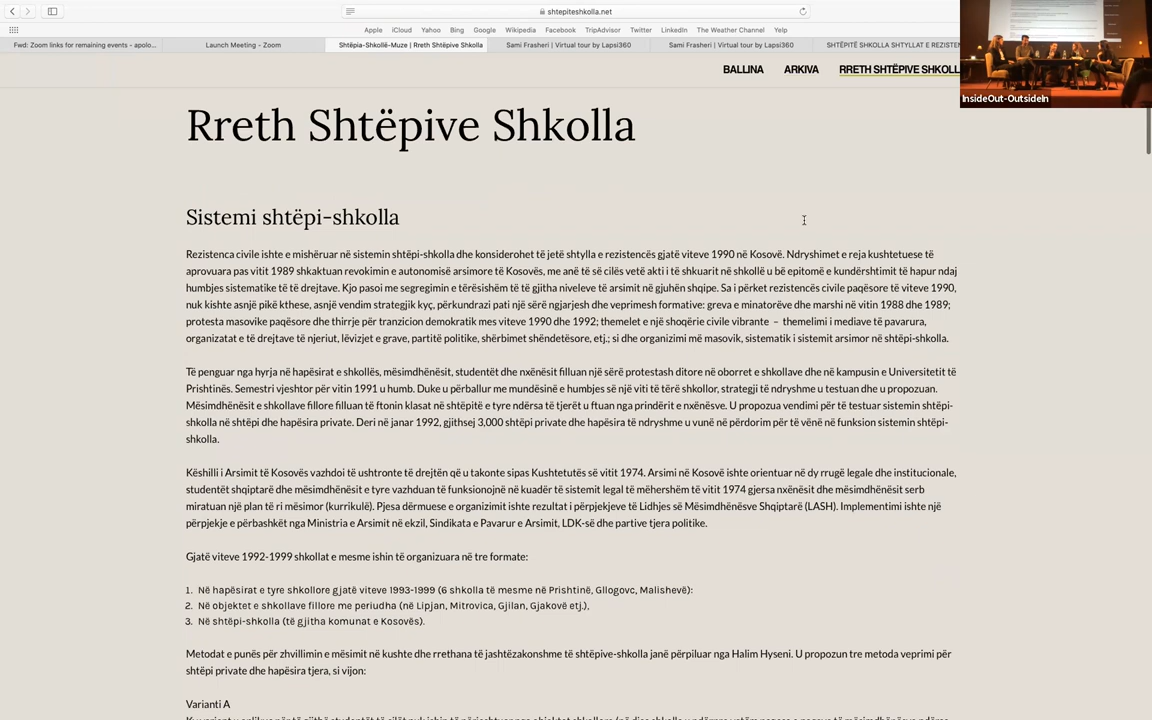 shtepiteshkolla.net
Apple iCloud Yahoo Bing Google Wikipedia Facebook TripAdvisor Twitter LinkedIn The Weather Channel Yelp
Fwd: Zoom links for remaining events - apolo... Launch Meeting - Zoom Shtëpia-Shkollë-Muze | Rreth Shtëpive Shkolla Sami Frasheri | Virtual tour by Lapsi360 Sami Frasheri | Virtual tour by Lapsi360 SHTËPITË SHKOLLA SHTYLLAT E REZISTEN
BALLINA ARKIVA RRETH SHTËPIVE SHKOLL
InsideOut-OutsideIn
Rreth Shtëpive Shkolla
Sistemi shtëpi-shkolla
Rezistenca civile ishte e mishëruar në sistemin shtëpi-shkolla dhe konsiderohet të jetë shtylla e rezistencës gjatë viteve 1990 në Kosovë. Ndryshimet e reja kushtetuese të
aprovuara pas vitit 1989 shkaktuan revokimin e autonomisë arsimore të Kosovës, me anë të së cilës vetë akti i të shkuarit në shkollë u bë epitomë e kundërshtimit të hapur ndaj
humbjes sistematike të të drejtave. Kjo pasoi me segregimin e tërësishëm të të gjitha niveleve të arsimit në gjuhën shqipe. Sa i përket rezistencës civile paqësore të viteve 1990,
nuk kishte asnjë pikë kthese, asnjë vendim strategjik kyç, përkundrazi pati një sërë ngjarjesh dhe veprimesh formative: greva e minatorëve dhe marshi në vitin 1988 dhe 1989;
protesta masovike paqësore dhe thirrje për tranzicion demokratik mes viteve 1990 dhe 1992; themelet e një shoqërie civile vibrante – themelimi i mediave të pavarura,
organizatat e të drejtave të njeriut, lëvizjet e grave, partitë politike, shërbimet shëndetësore, etj.; si dhe organizimi më masovik, sistematik i sistemit arsimor në shtëpi-shkolla.
Të penguar nga hyrja në hapësirat e shkollës, mësimdhënësit, studentët dhe nxënësit filluan një sërë protestash ditore në oborret e shkollave dhe në kampusin e Universitetit të
Prishtinës. Semestri vjeshtor për vitin 1991 u humb. Duke u përballur me mundësinë e humbjes së një viti të tërë shkollor, strategji të ndryshme u testuan dhe u propozuan.
Mësimdhënësit e shkollave fillore filluan të ftonin klasat në shtëpitë e tyre ndërsa të tjerët u ftuan nga prindërit e nxënësve. U propozua vendimi për të testuar sistemin shtëpi-
shkolla në shtëpi dhe hapësira private. Deri në janar 1992, gjithsej 3,000 shtëpi private dhe hapësira të ndryshme u vunë në përdorim për të vënë në funksion sistemin shtëpi-
shkolla.
Këshilli i Arsimit të Kosovës vazhdoi të ushtronte të drejtën që u takonte sipas Kushtetutës së vitit 1974. Arsimi në Kosovë ishte orientuar në dy rrugë legale dhe institucionale,
studentët shqiptarë dhe mësimdhënësit e tyre vazhduan të funksionojnë në kuadër të sistemit legal të mëhershëm të vitit 1974 gjersa nxënësit dhe mësimdhënësit serb
miratuan një plan të ri mësimor (kurrikulë). Pjesa dërmuese e organizimit ishte rezultat i përpjekjeve të Lidhjes së Mësimdhënësve Shqiptarë (LASH). Implementimi ishte një
përpjekje e përbashkët nga Ministria e Arsimit në ekzil, Sindikata e Pavarur e Arsimit, LDK-së dhe partive tjera politike.
Gjatë viteve 1992-1999 shkollat e mesme ishin të organizuara në tre formate:
1. Në hapësirat e tyre shkollore gjatë viteve 1993-1999 (6 shkolla të mesme në Prishtinë, Gllogovc, Malishevë):
2. Në objektet e shkollave fillore me periudha (në Lipjan, Mitrovica, Gjilan, Gjakovë etj.),
3. Në shtëpi-shkolla (të gjitha komunat e Kosovës).
Metodat e punës për zhvillimin e mësimit në kushte dhe rrethana të jashtëzakonshme të shtëpive-shkolla janë përpiluar nga Halim Hyseni. U propozun tre metoda veprimi për
shtëpi private dhe hapësira tjera, si vijon:
Varianti A